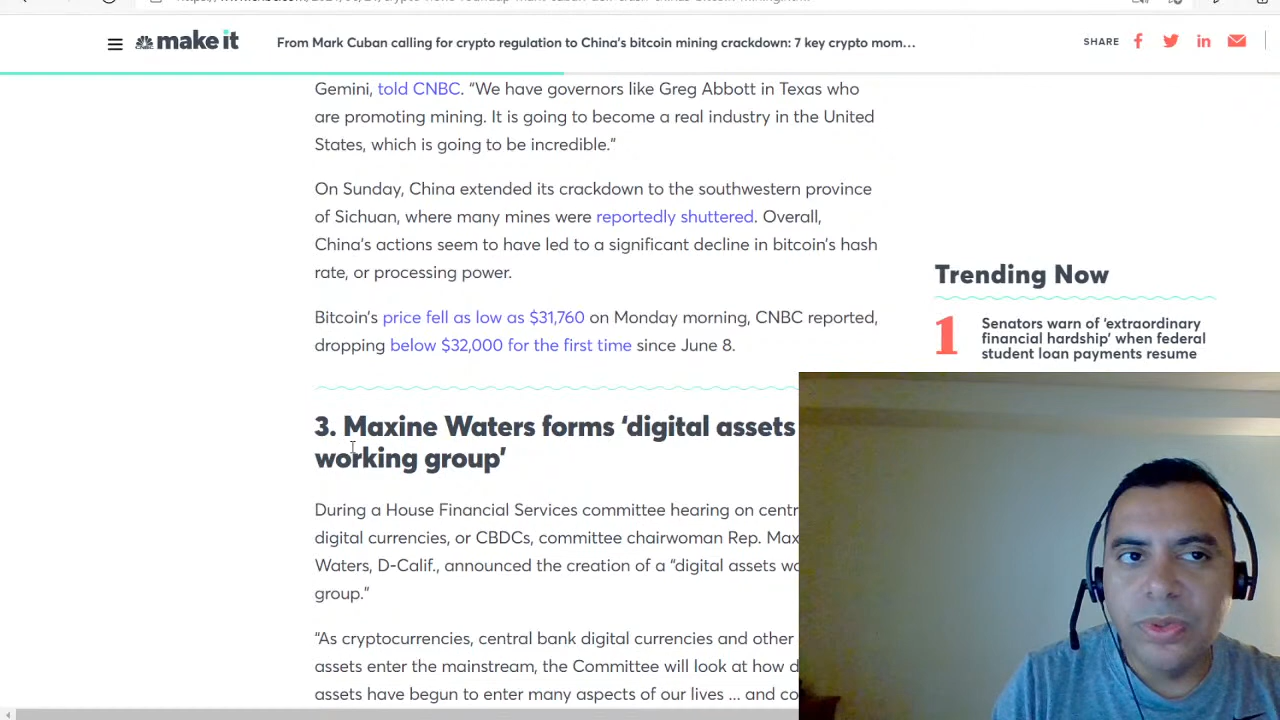 make it
From Mark Cuban calling for crypto regulation to China's bitcoin mining crackdown: 7 key crypto mom…
SHARE
Gemini, told CNBC. “We have governors like Greg Abbott in Texas who
are promoting mining. It is going to become a real industry in the United
States, which is going to be incredible.”
On Sunday, China extended its crackdown to the southwestern province
of Sichuan, where many mines were reportedly shuttered. Overall,
China's actions seem to have led to a significant decline in bitcoin's hash
rate, or processing power.
Bitcoin's price fell as low as $31,760 on Monday morning, CNBC reported,
dropping below $32,000 for the first time since June 8.
3. Maxine Waters forms ‘digital assets
working group’
During a House Financial Services committee hearing on centr
digital currencies, or CBDCs, committee chairwoman Rep. Max
Waters, D-Calif., announced the creation of a “digital assets wo
group.”
“As cryptocurrencies, central bank digital currencies and other
assets enter the mainstream, the Committee will look at how d
assets have begun to enter many aspects of our lives ... and co
Trending Now
1
Senators warn of ‘extraordinary
financial hardship’ when federal
student loan payments resume